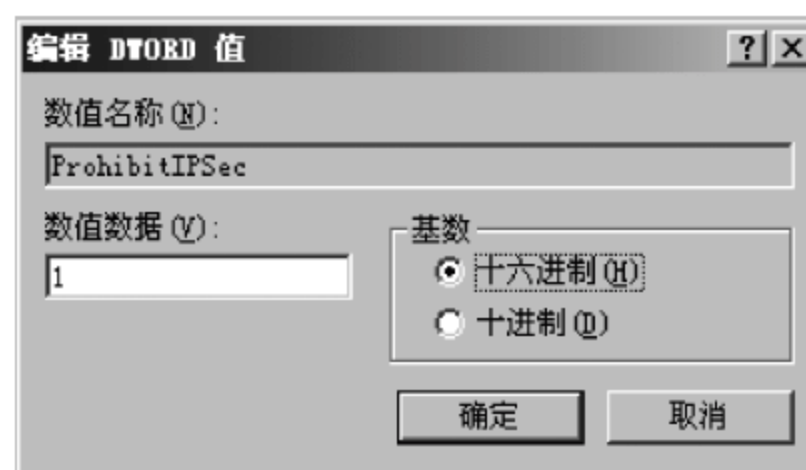 编辑 DWORD 值
数值名称(N):
ProhibitIPSec
数值数据(V):
1
基数
十六进制(H)
十进制(D)
确定
取消